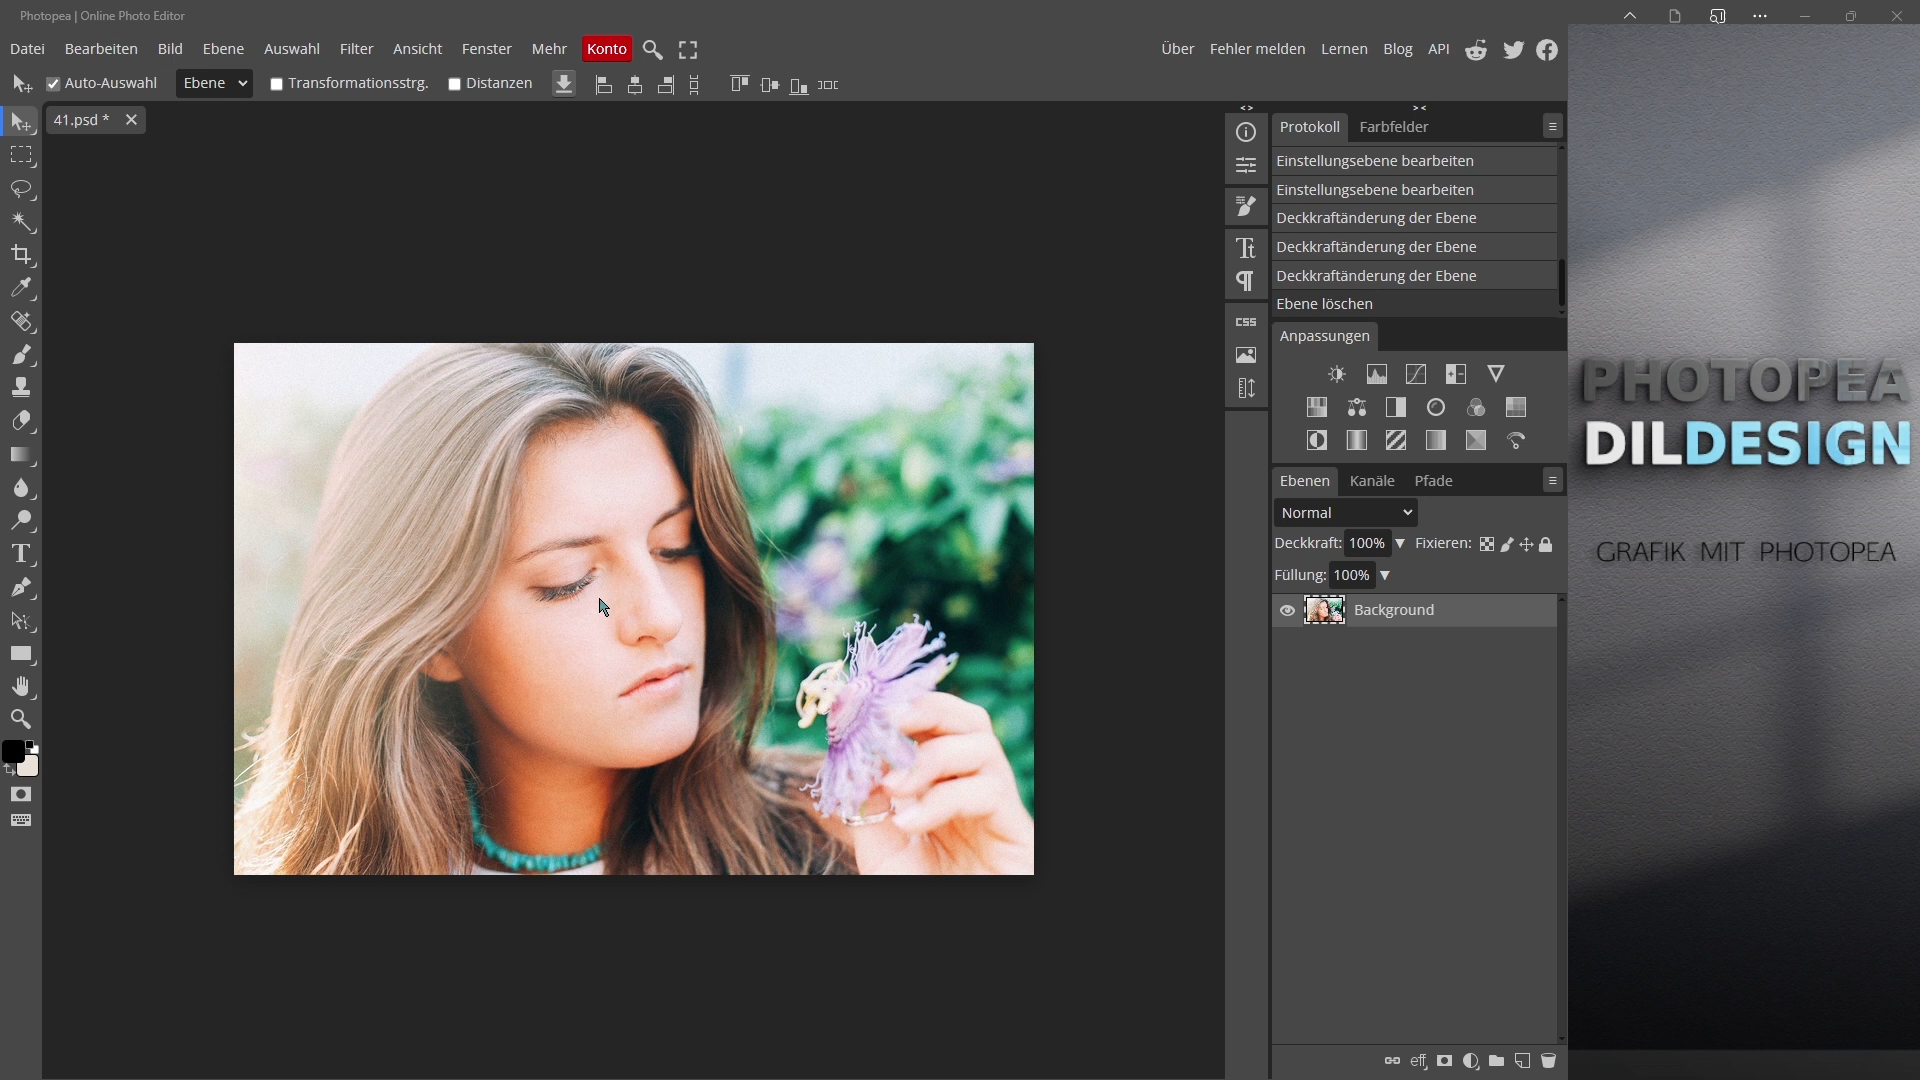 Photopea | Online Photo Editor
Datei Bearbeiten Bild Ebene Auswahl Filter Ansicht Fenster Mehr Konto
Über Fehler melden Lernen Blog API
Auto-Auswahl Ebene Transformationsstrg. Distanzen
41.psd *
Protokoll Farbfelder
Einstellungsebene bearbeiten
Einstellungsebene bearbeiten
Deckkraftänderung der Ebene
Deckkraftänderung der Ebene
Deckkraftänderung der Ebene
Ebene löschen
CSS
Anpassungen
Ebenen Kanäle Pfade
Normal
Deckkraft: 100% Fixieren:
Füllung: 100%
Background
eff
PHOTOPEA
DILDESIGN
GRAFIK MIT PHOTOPEA